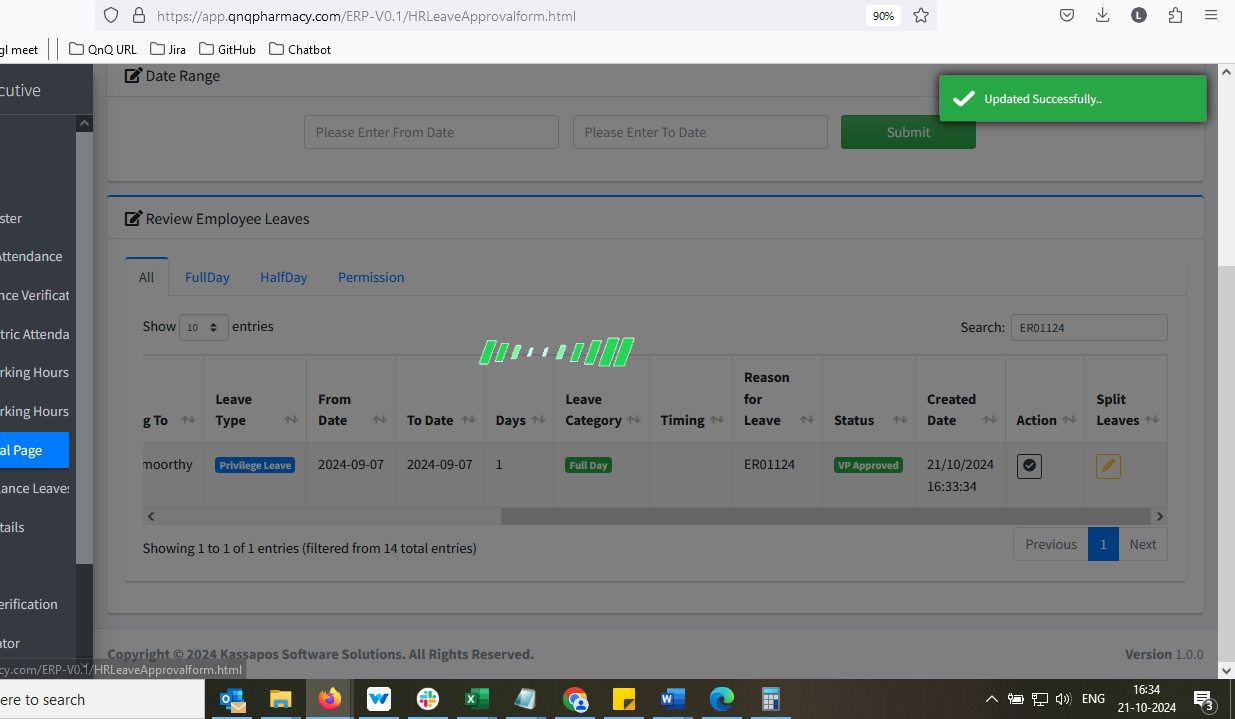 https://app.qnqpharmacy.com/ERP-V0.1/HRLeaveApprovalform.html
90%
L
gl meet
QnQ URL
Jira
GitHub
Chatbot
cutive
Date Range
Updated Successfully..
Please Enter From Date
Please Enter To Date
Submit
ster
Attendance
nce Verificat
tric Attenda
rking Hours
rking Hours
al Page
lance Leaves
tails
erification
ator
Review Employee Leaves
All
FullDay
HalfDay
Permission
Show 10 entries
Search: ER01124
g To
Leave Type
From Date
To Date
Days
Leave Category
Timing
Reason for Leave
Status
Created Date
Action
Split Leaves
moorthy
Privilege Leave
2024-09-07
2024-09-07
1
Full Day
ER01124
VP Approved
21/10/2024 16:33:34
Showing 1 to 1 of 1 entries (filtered from 14 total entries)
Previous
1
Next
Copyright © 2024 Kassapos Software Solutions. All Rights Reserved.
Version 1.0.0
cy.com/ERP-V0.1/HRLeaveApprovalform.html
ere to search
ENG
16:34
21-10-2024
3